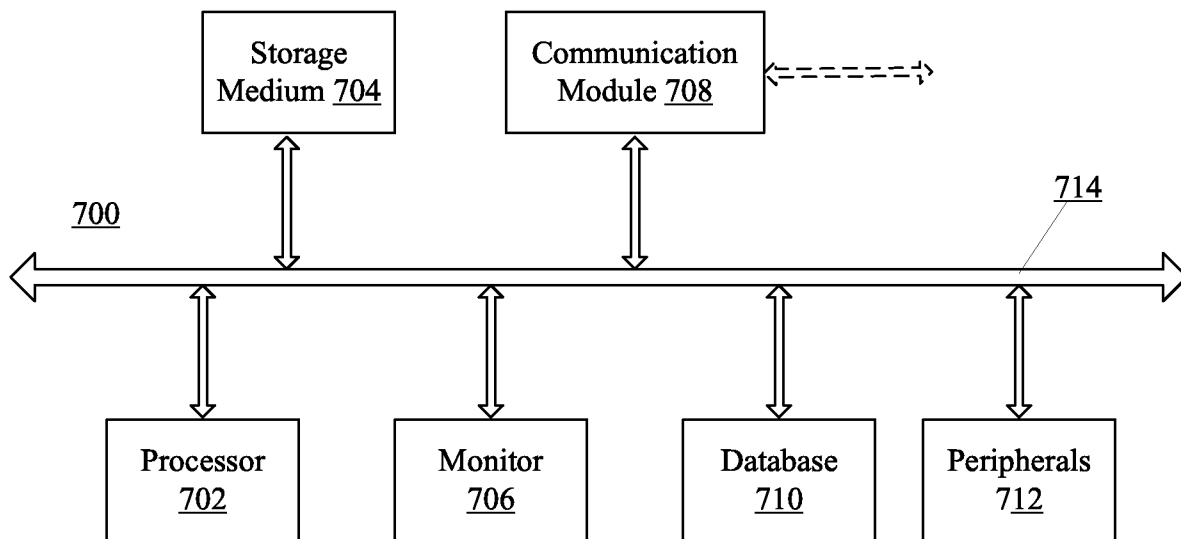 Storage
Medium 704
Communication
Module 708
700
714
Processor
702
Monitor
706
Database
710
Peripherals
712